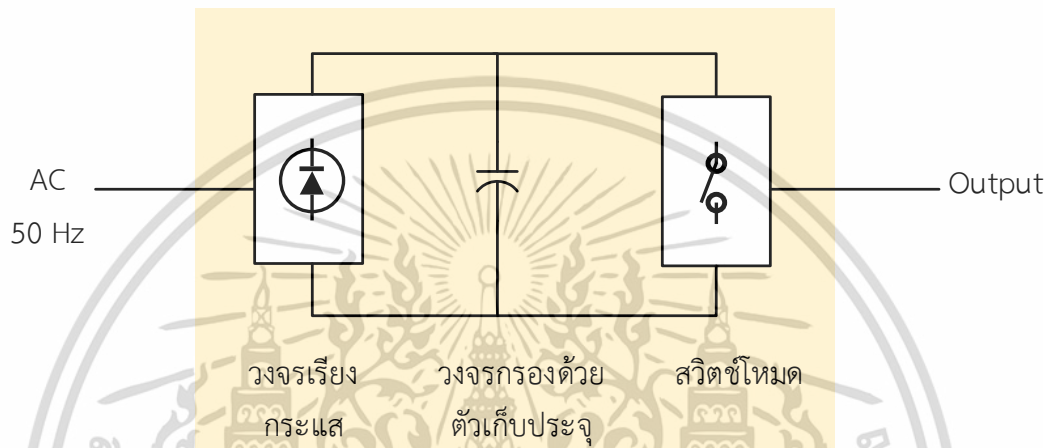 AC
50 Hz
Output
วงจรเรียง
กระแส
วงจรกรองด้วย
ตัวเก็บประจุ
สวิตช์โหมด